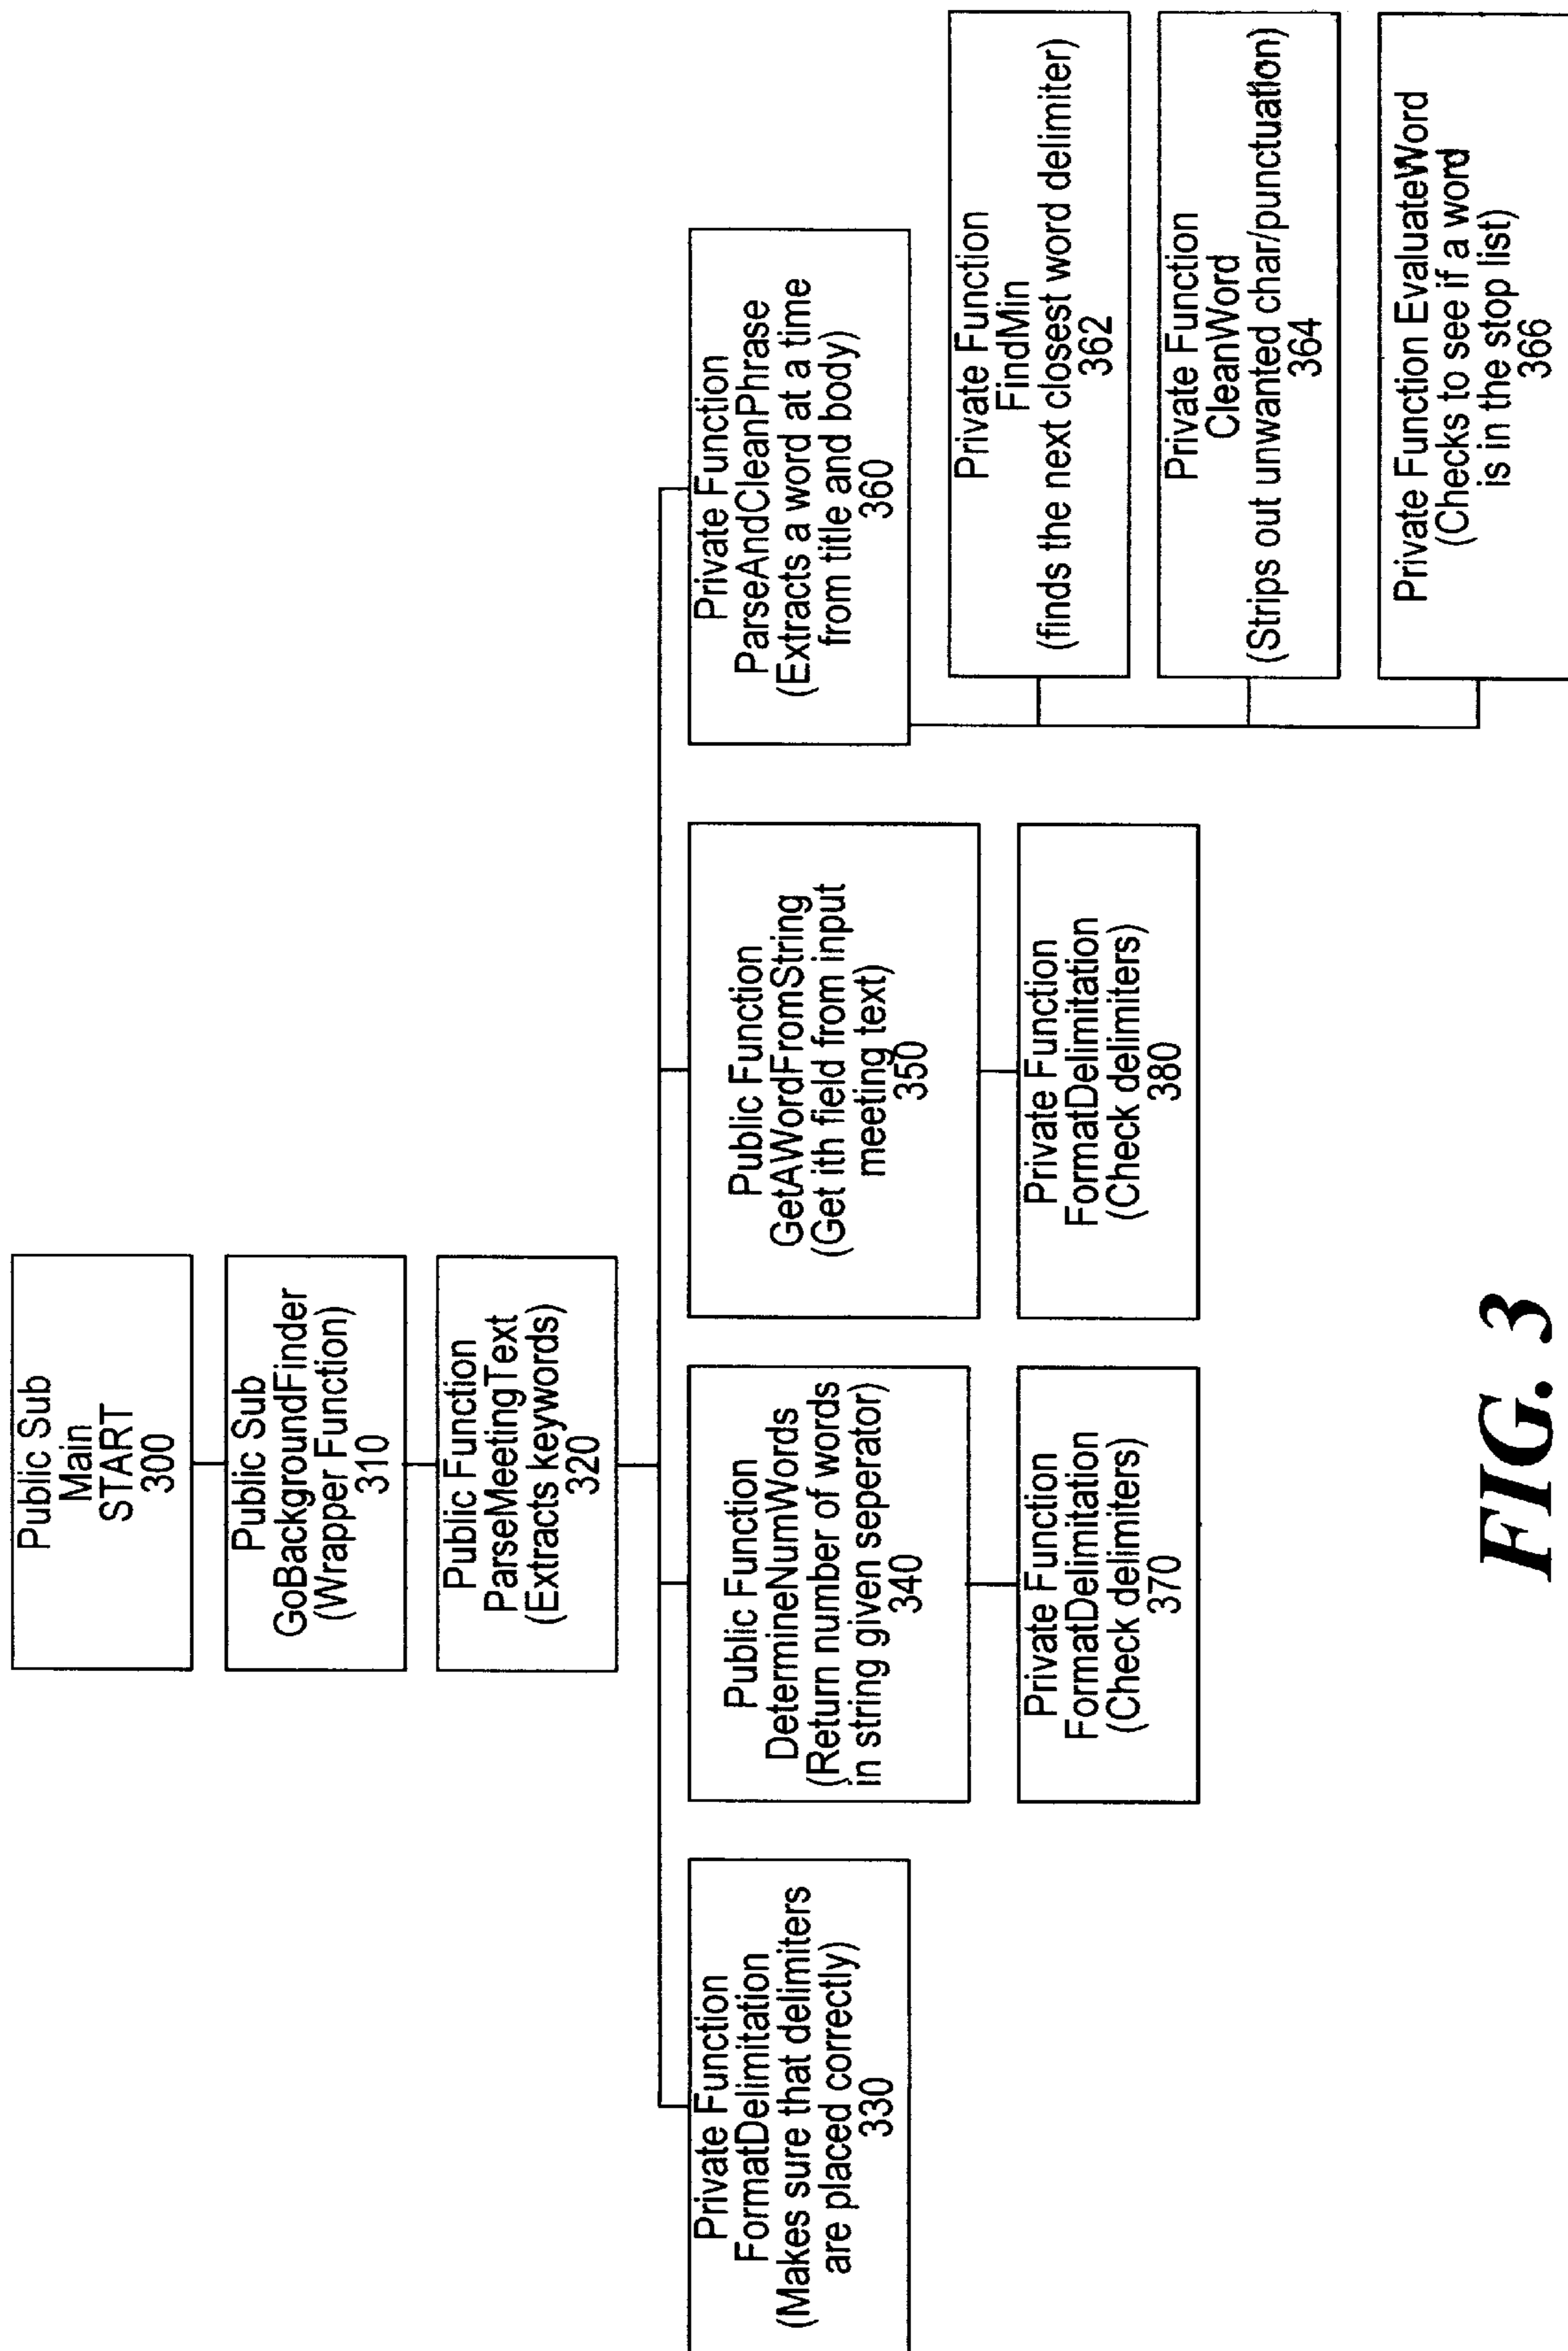 Public Sub
Main
START
300
Public Sub
GoBackgroundFinder
(Wrapper Function)
310
Public Function
ParseMeetingText
(Extracts keywords)
320
Private Function
FormatDelimitation
(Makes sure that delimiters
are placed correctly)
330
Public Function
DetermineNumWords
(Return number of words
in string given seperator)
340
Private Function
FormatDelimitation
(Check delimiters)
370
Public Function
GetAWordFromString
(Get ith field from input
meeting text)
350
Private Function
FormatDelimitation
(Check delimiters)
380
Private Function
ParseAndCleanPhrase
(Extracts a word at a time
from title and body)
360
Private Function
FindMin
(finds the next closest word delimiter)
362
Private Function
CleanWord
(Strips out unwanted char/punctuation)
364
Private Function EvaluateWord
(Checks to see if a word
is in the stop list)
366
FIG. 3